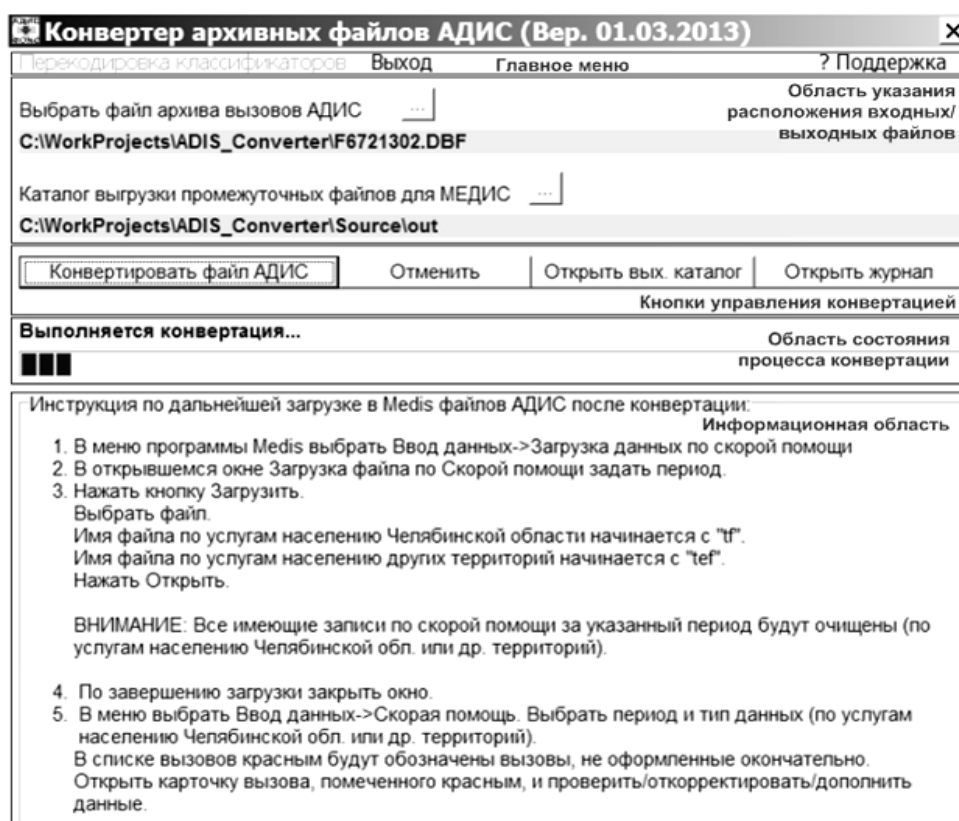 Конвертер архивных файлов АДИС (Вер. 01.03.2013)
Перекодировка классификаторов Выход Главное меню ? Поддержка
Область указания
расположения входных/
выходных файлов
Выбрать файл архива вызовов АДИС ...
C:\WorkProjects\ADIS_Converter\F6721302.DBF
Каталог выгрузки промежуточных файлов для МЕДИС ...
C:\WorkProjects\ADIS_Converter\Source\out
Конвертировать файл АДИС Отменить Открыть вых. каталог Открыть журнал
Кнопки управления конвертацией
Выполняется конвертация...
Область состояния
процесса конвертации
Инструкция по дальнейшей загрузке в Medis файлов АДИС после конвертации:
Информационная область
1. В меню программы Medis выбрать Ввод данных->Загрузка данных по скорой помощи
2. В открывшемся окне Загрузка файла по Скорой помощи задать период.
3. Нажать кнопку Загрузить.
Выбрать файл.
Имя файла по услугам населению Челябинской области начинается с "tf".
Имя файла по услугам населению других территорий начинается с "tef".
Нажать Открыть.
ВНИМАНИЕ: Все имеющие записи по скорой помощи за указанный период будут очищены (по
услугам населению Челябинской обл. или др. территорий).
4. По завершению загрузки закрыть окно.
5. В меню выбрать Ввод данных->Скорая помощь. Выбрать период и тип данных (по услугам
населению Челябинской обл. или др. территорий).
В списке вызовов красным будут обозначены вызовы, не оформленные окончательно.
Открыть карточку вызова, помеченного красным, и проверить/откорректировать/дополнить
данные.